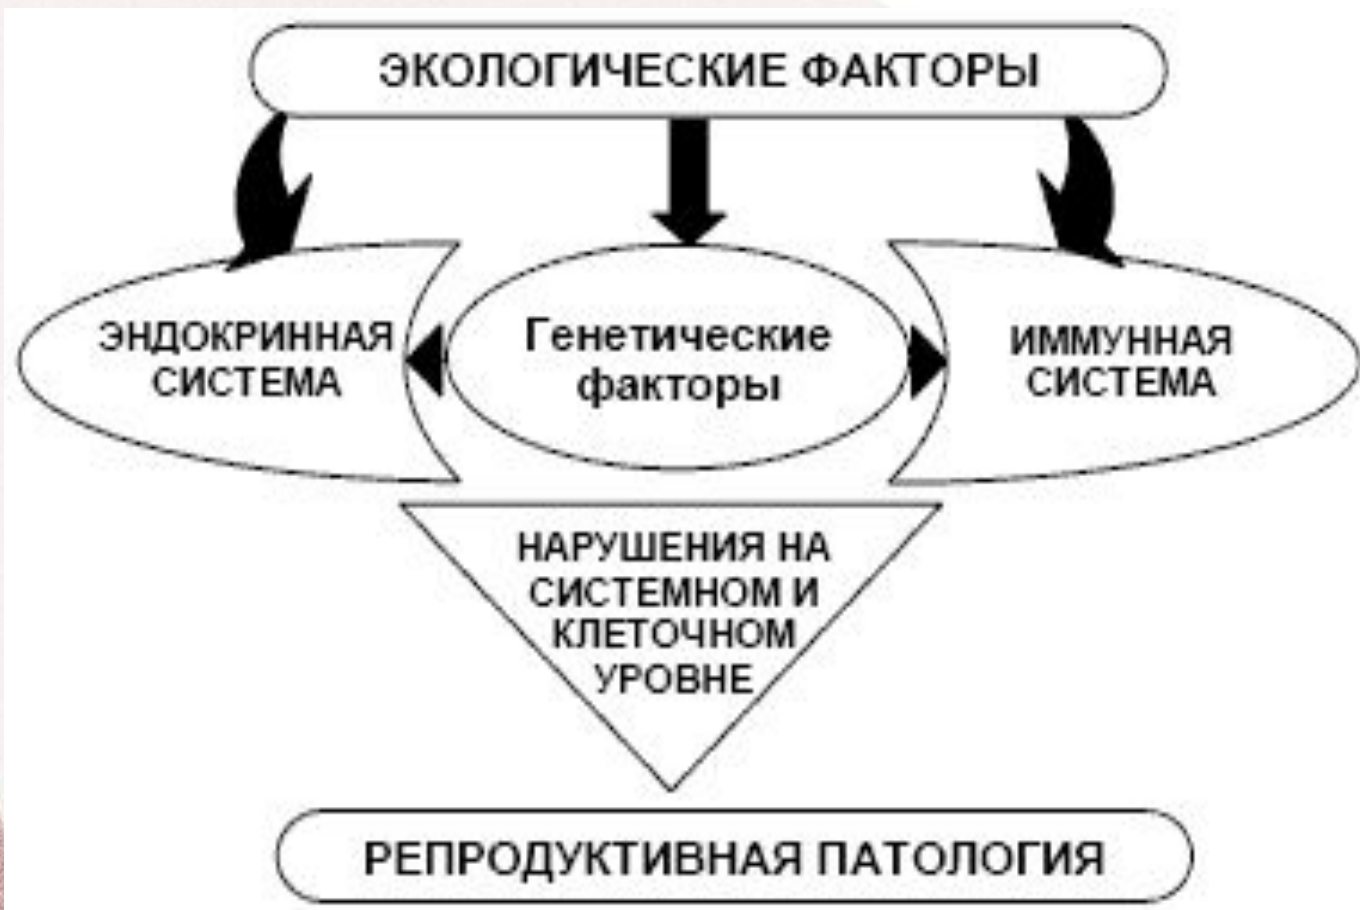 ЭКОЛОГИЧЕСКИЕ ФАКТОРЫ
ЭНДОКРИННАЯ
СИСТЕМА
Генетические
факторы
ИММУННАЯ
СИСТЕМА
НАРУШЕНИЯ НА
СИСТЕМНОМ И
КЛЕТОЧНОМ
УРОВНЕ
РЕПРОДУКТИВНАЯ ПАТОЛОГИЯ